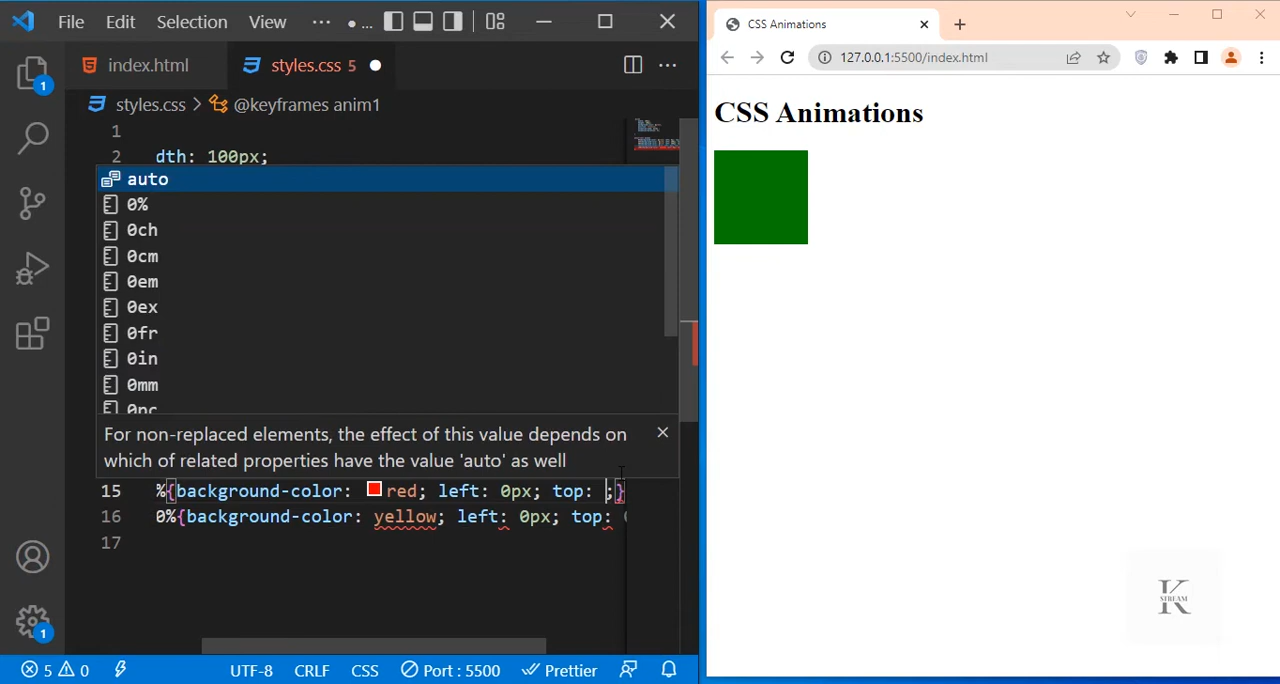 File Edit Selection View ... ● ...
index.html styles.css 5 ●
styles.css > @keyframes anim1
1
2 dth: 100px;
auto
0%
0ch
0cm
0em
0ex
0fr
0in
0mm
0pc
For non-replaced elements, the effect of this value depends on
which of related properties have the value 'auto' as well
15 %{background-color: red; left: 0px; top: ;}
16 0%{background-color: yellow; left: 0px; top:
17
1
1
5 0 UTF-8 CRLF CSS Port : 5500 Prettier
CSS Animations
127.0.0.1:5500/index.html
CSS Animations
K
STREAM